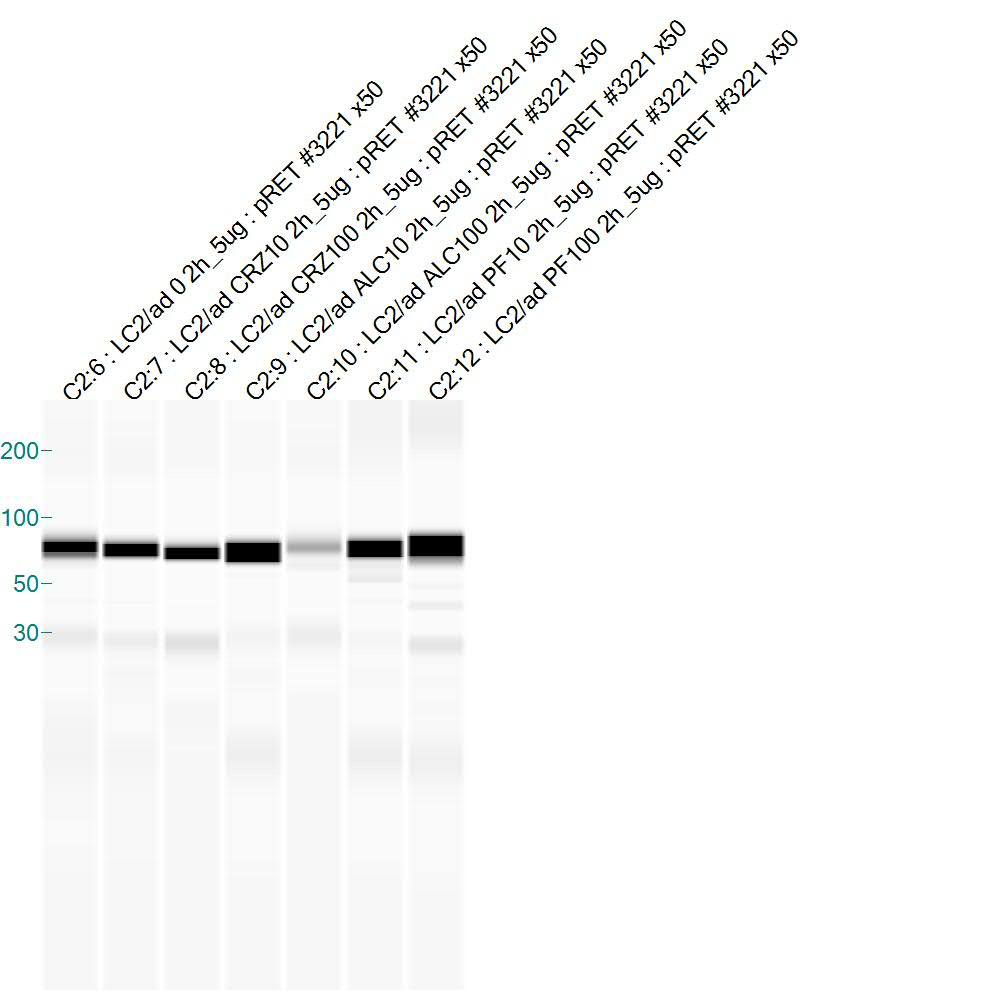 C2:6 : LC2/ad 0 2h_5ug : pRET #3221 x50
C2:7 : LC2/ad CRZ10 2h_5ug : pRET #3221 x50
C2:8 : LC2/ad CRZ100 2h_5ug : pRET #3221 x50
C2:9 : LC2/ad ALC10 2h_5ug : pRET #3221 x50
C2:10 : LC2/ad ALC100 2h_5ug : pRET #3221 x50
C2:11 : LC2/ad PF10 2h_5ug : pRET #3221 x50
C2:12 : LC2/ad PF100 2h_5ug : pRET #3221 x50
200
100
50
30